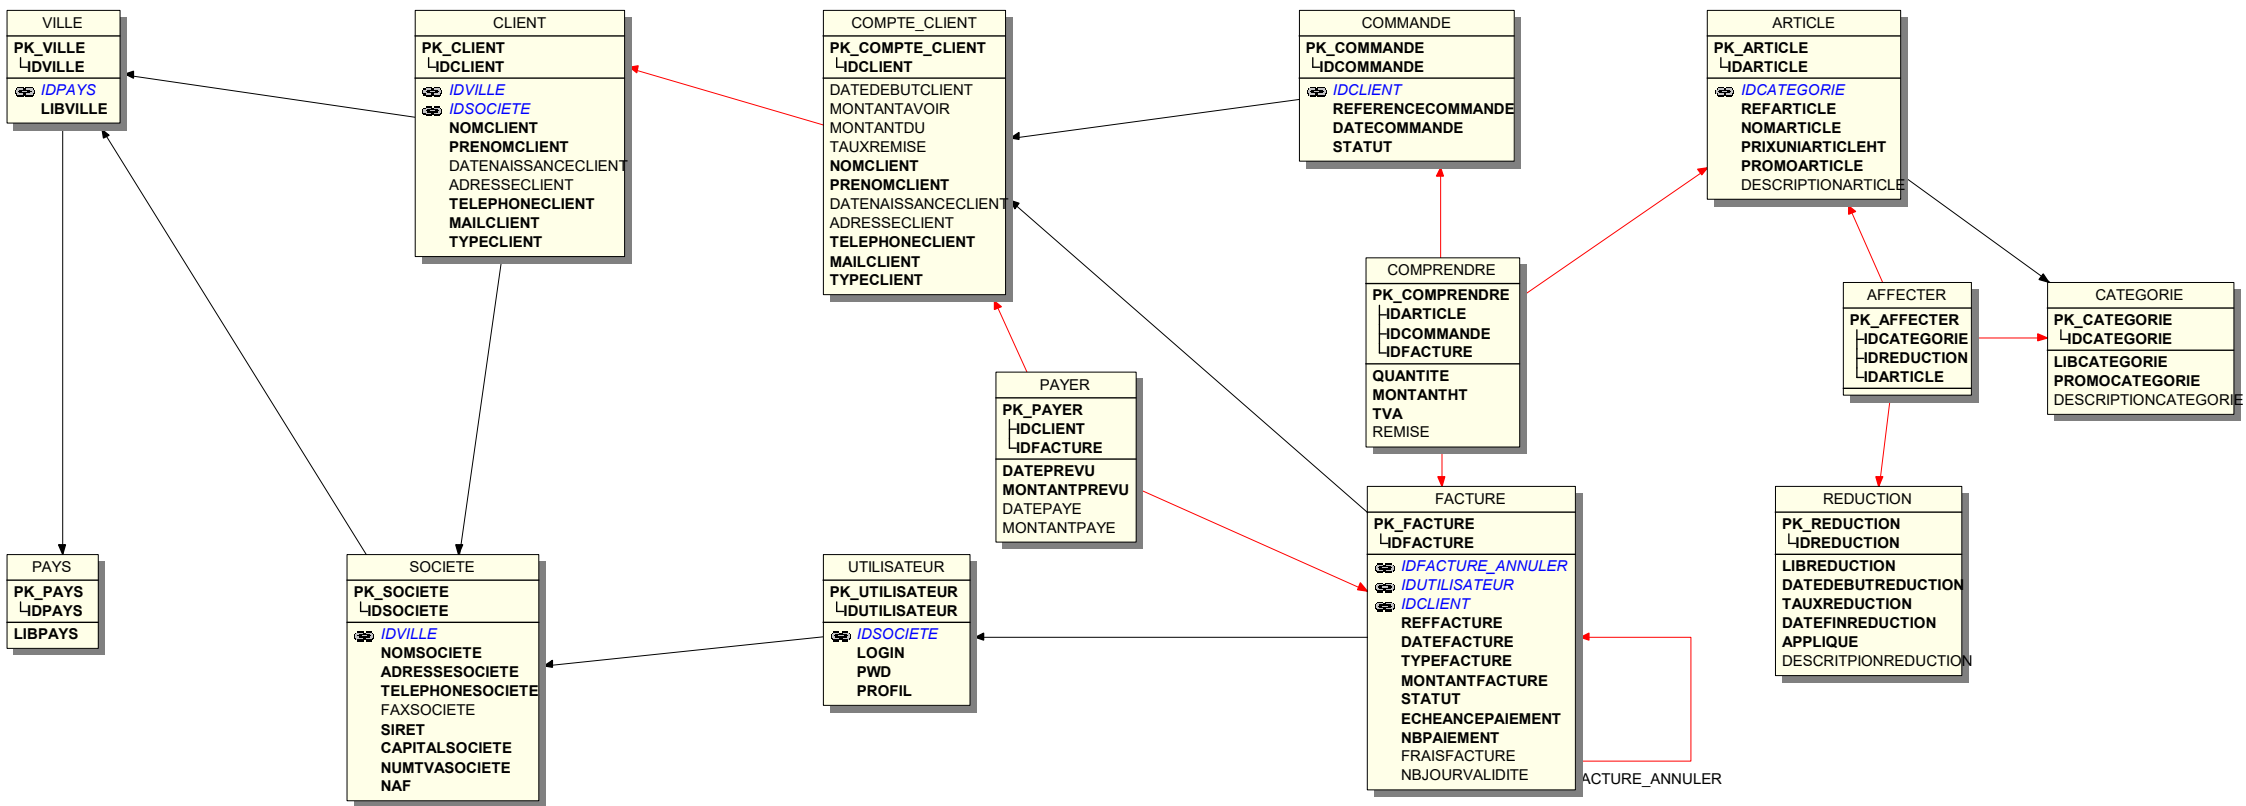 VILLE
PK_VILLE
IDVILLE
IDPAYS
LIBVILLE
CLIENT
PK_CLIENT
IDCLIENT
IDVILLE
IDSOCIETE
NOMCLIENT
PRENOMCLIENT
DATENAISSANCECLIENT
ADRESSECLIENT
TELEPHONECLIENT
MAILCLIENT
TYPECLIENT
COMPTE_CLIENT
PK_COMPTE_CLIENT
IDCLIENT
DATEDEBUTCLIENT
MONTANTAVOIR
MONTANTDU
TAUXREMISE
NOMCLIENT
PRENOMCLIENT
DATENAISSANCECLIENT
ADRESSECLIENT
TELEPHONECLIENT
MAILCLIENT
TYPECLIENT
COMMANDE
PK_COMMANDE
IDCOMMANDE
IDCLIENT
REFERENCECOMMANDE
DATECOMMANDE
STATUT
ARTICLE
PK_ARTICLE
IDARTICLE
IDCATEGORIE
REFARTICLE
NOMARTICLE
PRIXUNIARTICLEHT
PROMOARTICLE
DESCRIPTIONARTICLE
COMPRENDRE
PK_COMPRENDRE
IDARTICLE
IDCOMMANDE
IDFACTURE
QUANTITE
MONTANTHT
TVA
REMISE
AFFECTER
PK_AFFECTER
IDCATEGORIE
IDREDUCTION
IDARTICLE
CATEGORIE
PK_CATEGORIE
IDCATEGORIE
LIBCATEGORIE
PROMOCATEGORIE
DESCRIPTIONCATEGORIE
PAYER
PK_PAYER
IDCLIENT
IDFACTURE
DATEPREVU
MONTANTPREVU
DATEPAYE
MONTANTPAYE
PAYS
PK_PAYS
IDPAYS
LIBPAYS
SOCIETE
PK_SOCIETE
IDSOCIETE
IDVILLE
NOMSOCIETE
ADRESSESOCIETE
TELEPHONESOCIETE
FAXSOCIETE
SIRET
CAPITALSOCIETE
NUMTVASOCIETE
NAF
UTILISATEUR
PK_UTILISATEUR
IDUTILISATEUR
IDSOCIETE
LOGIN
PWD
PROFIL
FACTURE
PK_FACTURE
IDFACTURE
IDFACTURE_ANNULER
IDUTILISATEUR
IDCLIENT
REFFACTURE
DATEFACTURE
TYPEFACTURE
MONTANTFACTURE
STATUT
ECHEANCEPAIEMENT
NBPAIEMENT
FRAISFACTURE
NBJOURVALIDITE
ACTURE_ANNULER
REDUCTION
PK_REDUCTION
IDREDUCTION
LIBREDUCTION
DATEDEBUTREDUCTION
TAUXREDUCTION
DATEFINREDUCTION
APPLIQUE
DESCRITPIONREDUCTION